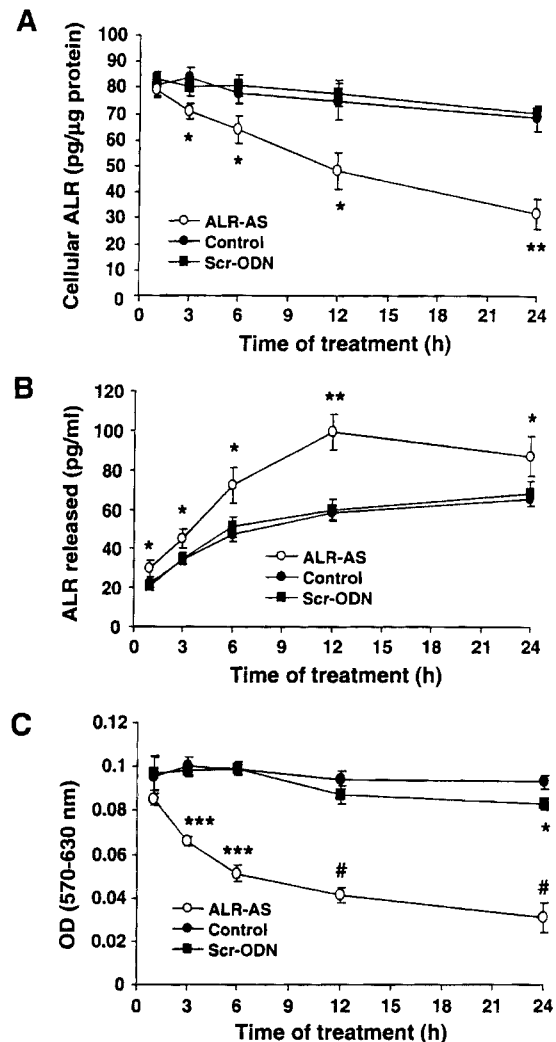 A
Cellular ALR (pg/µg protein)
100
90
80
70
60
50
40
30
20
10
0
*
*
*
**
ALR-AS
Control
Scr-ODN
0 3 6 9 12 15 18 21 24
Time of treatment (h)
B
ALR released (pg/ml)
120
100
80
60
40
20
0
*
*
*
**
*
ALR-AS
Control
Scr-ODN
0 3 6 9 12 15 18 21 24
Time of treatment (h)
C
OD (570-630 nm)
0.12
0.1
0.08
0.06
0.04
0.02
0
***
***
#
#
*
ALR-AS
Control
Scr-ODN
0 3 6 9 12 15 18 21 24
Time of treatment (h)